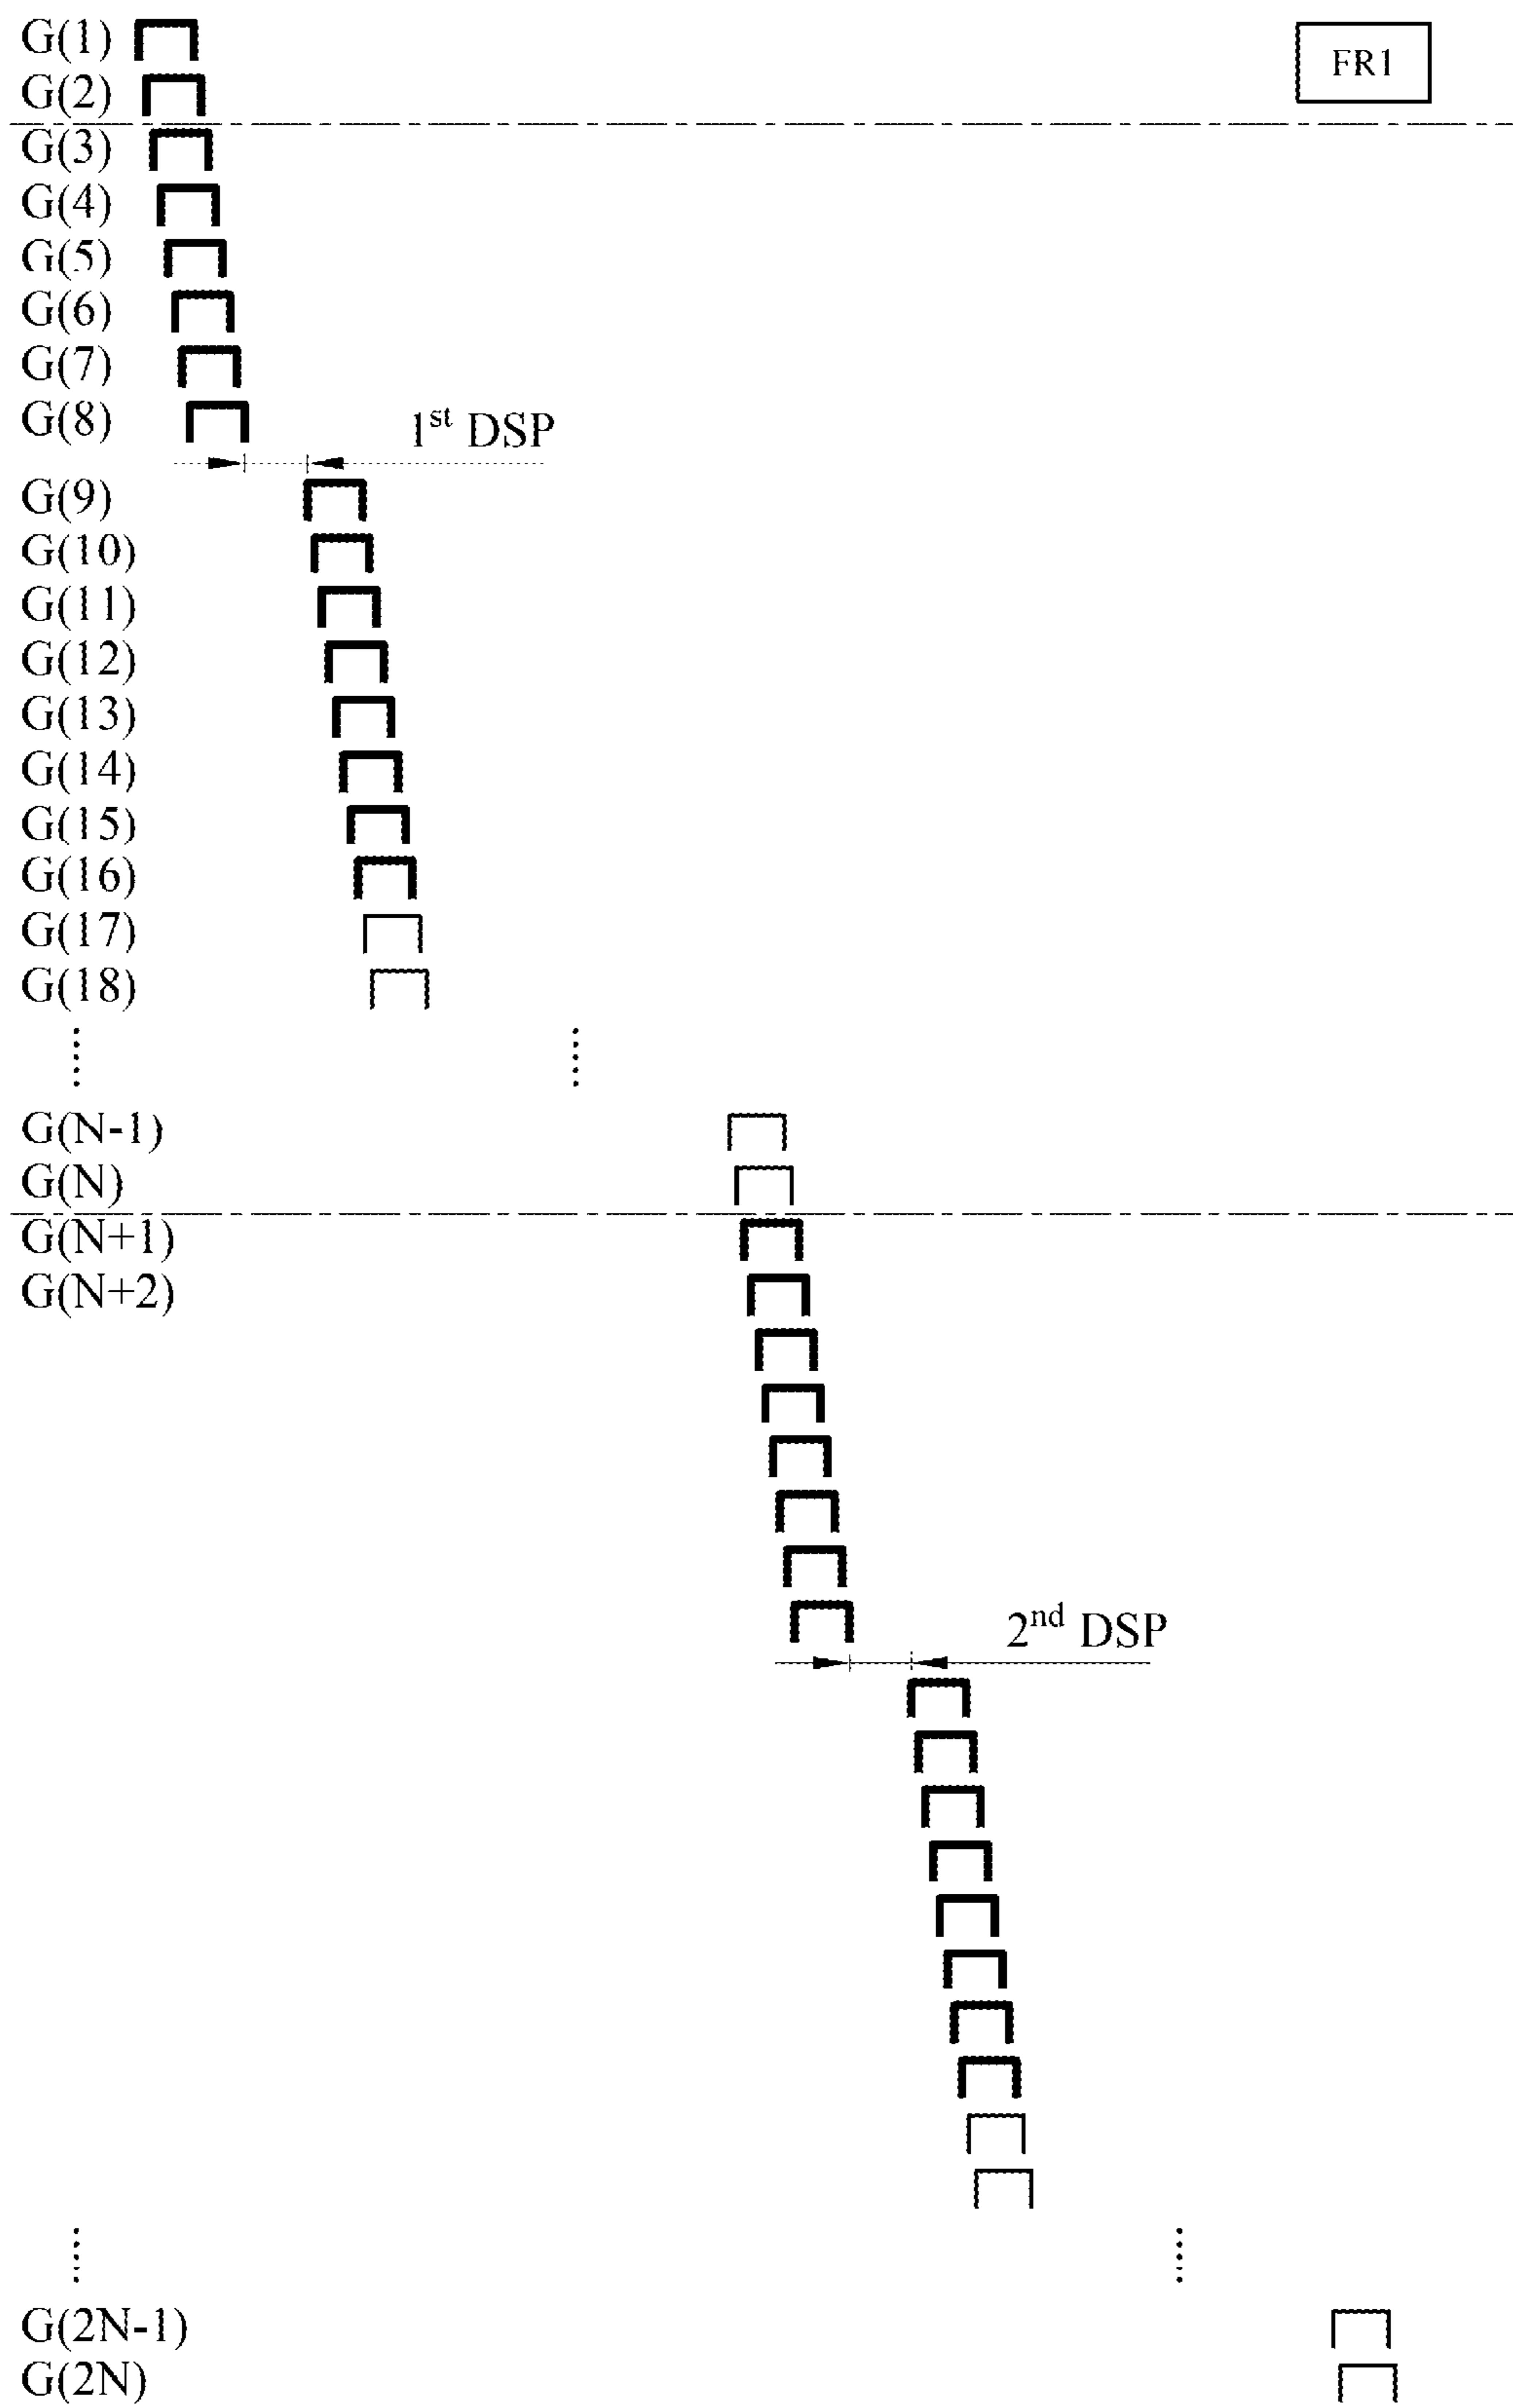 G(1)
FR1
G(2)
G(3)
G(4)
G(5)
G(6)
G(7)
G(8)
1st DSP
G(9)
G(10)
G(11)
G(12)
G(13)
G(14)
G(15)
G(16)
G(17)
G(18)
G(N-1)
G(N)
G(N+1)
G(N+2)
2nd DSP
G(2N-1)
G(2N)